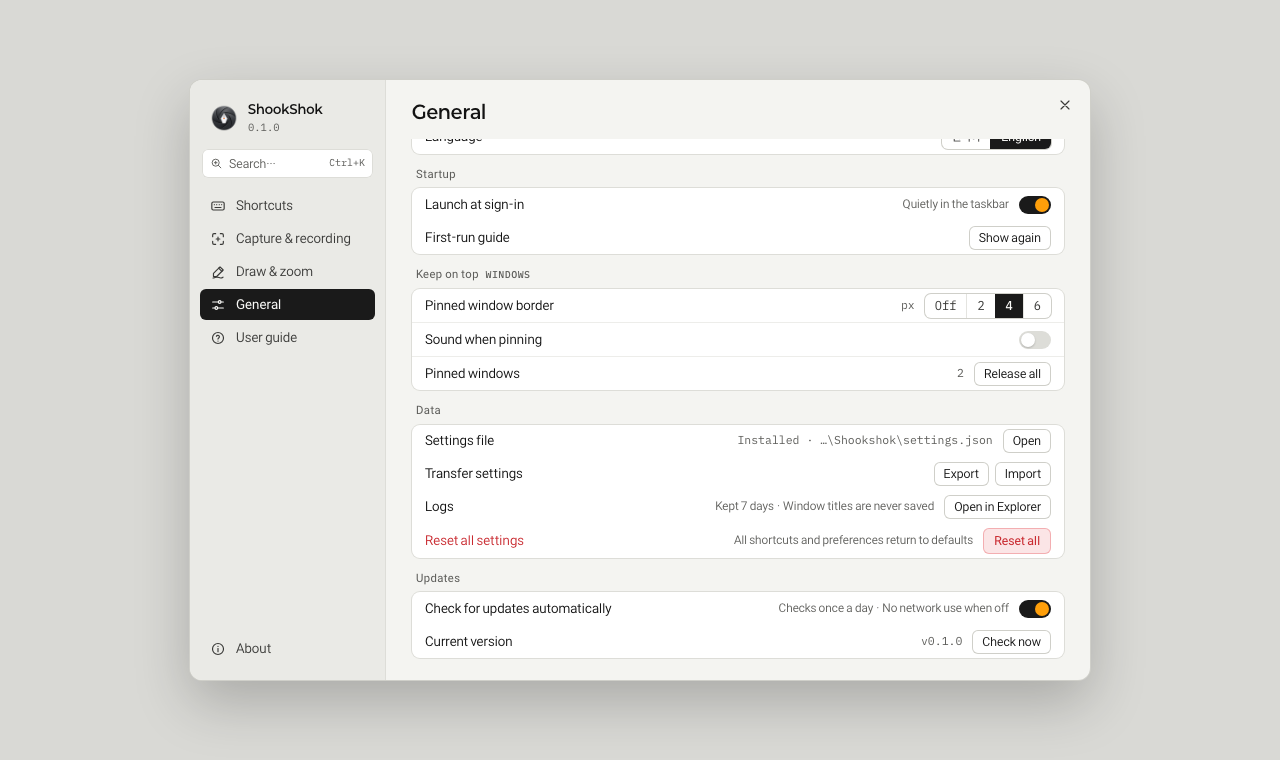 ShookShok
0.1.0
Search… Ctrl+K
Shortcuts
Capture & recording
Draw & zoom
General
User guide
About
General
Language English
Startup
Launch at sign-in Quietly in the taskbar
First-run guide Show again
Keep on top WINDOWS
Pinned window border px Off 2 4 6
Sound when pinning
Pinned windows 2 Release all
Data
Settings file Installed · …\Shookshok\settings.json Open
Transfer settings Export Import
Logs Kept 7 days · Window titles are never saved Open in Explorer
Reset all settings All shortcuts and preferences return to defaults Reset all
Updates
Check for updates automatically Checks once a day · No network use when off
Current version v0.1.0 Check now